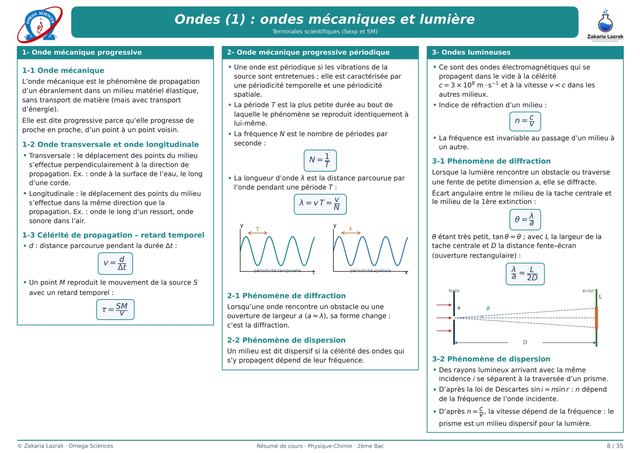 Ondes (1) : ondes mécaniques et lumière
Terminales scientifiques (Sexp et SM)
Zakaria Lazrak
1- Onde mécanique progressive
1-1 Onde mécanique
L'onde mécanique est le phénomène de propagation
d'un ébranlement dans un milieu matériel élastique,
sans transport de matière (mais avec transport
d'énergie).
Elle est dite progressive parce qu'elle progresse de
proche en proche, d'un point à un point voisin.
1-2 Onde transversale et onde longitudinale
• Transversale : le déplacement des points du milieu
s'effectue perpendiculairement à la direction de
propagation. Ex. : onde à la surface de l'eau, le long
d'une corde.
• Longitudinale : le déplacement des points du milieu
s'effectue dans la même direction que la
propagation. Ex. : onde le long d'un ressort, onde
sonore dans l'air.
1-3 Célérité de propagation – retard temporel
• d : distance parcourue pendant la durée Δt :
v = d/Δt
• Un point M reproduit le mouvement de la source S
avec un retard temporel :
τ = SM/v
2- Onde mécanique progressive périodique
• Une onde est périodique si les vibrations de la
source sont entretenues ; elle est caractérisée par
une périodicité temporelle et une périodicité
spatiale.
• La période T est la plus petite durée au bout de
laquelle le phénomène se reproduit identiquement à
lui-même.
• La fréquence N est le nombre de périodes par
seconde :
N = 1/T
• La longueur d'onde λ est la distance parcourue par
l'onde pendant une période T :
λ = v T = v/N
y
T
périodicité temporelle
t
y
λ
périodicité spatiale
x
2-1 Phénomène de diffraction
Lorsqu'une onde rencontre un obstacle ou une
ouverture de largeur a (a ≈ λ), sa forme change :
c'est la diffraction.
2-2 Phénomène de dispersion
Un milieu est dit dispersif si la célérité des ondes qui
s'y propagent dépend de leur fréquence.
3- Ondes lumineuses
• Ce sont des ondes électromagnétiques qui se
propagent dans le vide à la célérité
c = 3 × 10⁸ m · s⁻¹ et à la vitesse v < c dans les
autres milieux.
• Indice de réfraction d'un milieu :
n = c/v
• La fréquence est invariable au passage d'un milieu à
un autre.
3-1 Phénomène de diffraction
Lorsque la lumière rencontre un obstacle ou traverse
une fente de petite dimension a, elle se diffracte.
Écart angulaire entre le milieu de la tache centrale et
le milieu de la 1ère extinction :
θ = λ/a
θ étant très petit, tan θ ≈ θ ; avec L la largeur de la
tache centrale et D la distance fente–écran
(ouverture rectangulaire) :
λ/a ≈ L/2D
fente
écran
a
θ
L
D
3-2 Phénomène de dispersion
• Des rayons lumineux arrivant avec la même
incidence i se séparent à la traversée d'un prisme.
• D'après la loi de Descartes sin i = n sin r : n dépend
de la fréquence de l'onde incidente.
• D'après n = c/v, la vitesse dépend de la fréquence : le
prisme est un milieu dispersif pour la lumière.
© Zakaria Lazrak · Omega Sciences
Résumé de cours · Physique-Chimie · 2ème Bac
8 / 35